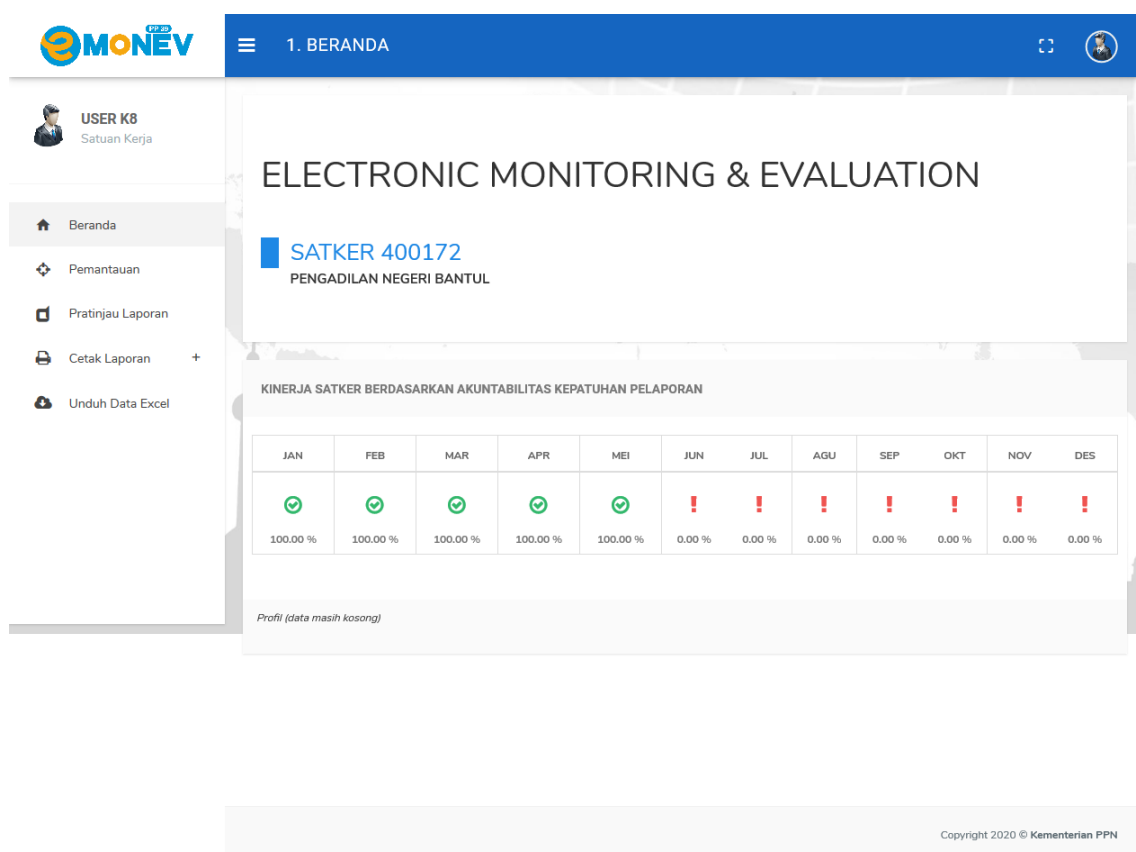 PP 39
eMONEV
1. BERANDA
USER K8
Satuan Kerja
Beranda
Pemantauan
Pratinjau Laporan
Cetak Laporan +
Unduh Data Excel
ELECTRONIC MONITORING & EVALUATION
SATKER 400172
PENGADILAN NEGERI BANTUL
KINERJA SATKER BERDASARKAN AKUNTABILITAS KEPATUHAN PELAPORAN
JAN FEB MAR APR MEI JUN JUL AGU SEP OKT NOV DES
100.00 % 100.00 % 100.00 % 100.00 % 100.00 % 0.00 % 0.00 % 0.00 % 0.00 % 0.00 % 0.00 % 0.00 %
Profil (data masih kosong)
Copyright 2020 © Kementerian PPN